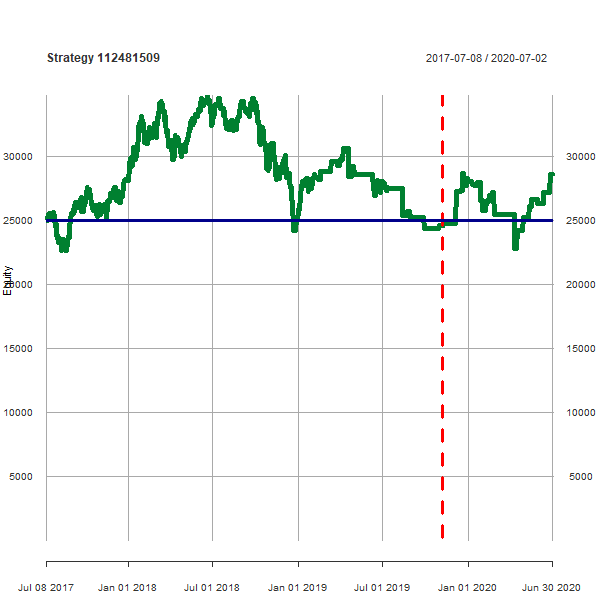 Strategy 112481509
2017-07-08 / 2020-07-02
30000
30000
25000
25000
Equity
20000
20000
15000
15000
10000
10000
5000
5000
Jul 08 2017
Jan 01 2018
Jul 01 2018
Jan 01 2019
Jul 01 2019
Jan 01 2020
Jun 30 2020